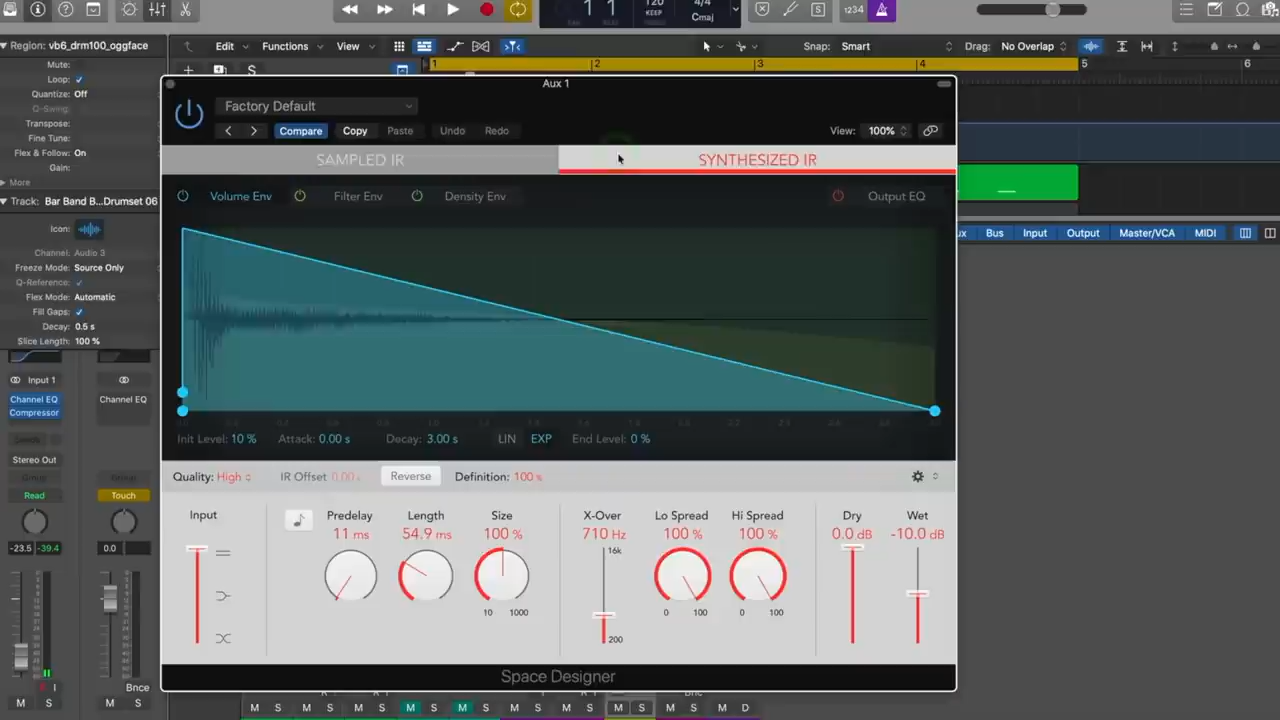 1 1 120 KEEP 4/4 Cmaj
S 1234
Region: vb6_drm100_oggface Edit Functions View Snap: Smart Drag: No Overlap
Mute:
Loop: S 1 2 3 4 5 6
Quantize: Off
Q-Swing:
Transpose:
Fine Tune:
Flex & Follow: On
Gain:
More
Track: Bar Band B...Drumset 06
Icon:
Channel: Audio 3
Freeze Mode: Source Only
Q-Reference:
Flex Mode: Automatic
Fill Gaps:
Decay: 0.5 s
Slice Length: 100 %
Aux 1
Factory Default
Compare Copy Paste Undo Redo View: 100%
SAMPLED IR SYNTHESIZED IR
Volume Env Filter Env Density Env Output EQ
ux Bus Input Output Master/VCA MIDI
Init Level: 10 % Attack: 0.00 s Decay: 3.00 s LIN EXP End Level: 0 %
Quality: High IR Offset 0.00 s Reverse Definition: 100 %
Input Predelay Length Size X-Over Lo Spread Hi Spread Dry Wet
11 ms 54.9 ms 100 % 710 Hz 100 % 100 % 0.0 dB -10.0 dB
16k
10 1000 0 100 0 100
200
Space Designer
Input 1
Channel EQ Channel EQ
Compressor
Stereo Out
Read Touch
-23.5 -39.4 0.0
I Bnce
M S M S
Bnc
M S M S M S M S M S M S M S M S M S M D